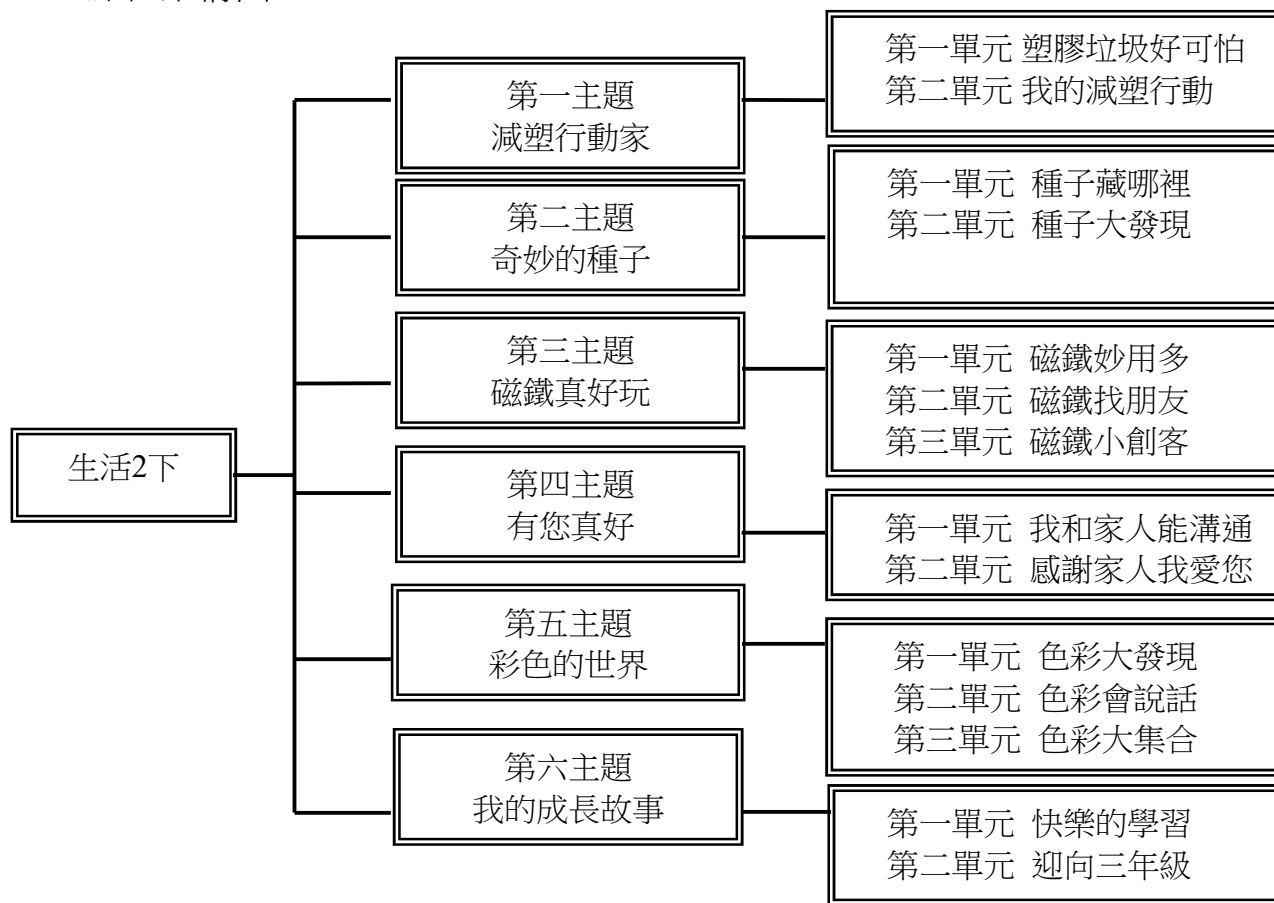 生活2下
第一主題
減塑行動家
第一單元 塑膠垃圾好可怕
第二單元 我的減塑行動
第二主題
奇妙的種子
第一單元 種子藏哪裡
第二單元 種子大發現
第三主題
磁鐵真好玩
第一單元 磁鐵妙用多
第二單元 磁鐵找朋友
第三單元 磁鐵小創客
第四主題
有您真好
第一單元 我和家人能溝通
第二單元 感謝家人我愛您
第五主題
彩色的世界
第一單元 色彩大發現
第二單元 色彩會說話
第三單元 色彩大集合
第六主題
我的成長故事
第一單元 快樂的學習
第二單元 迎向三年級